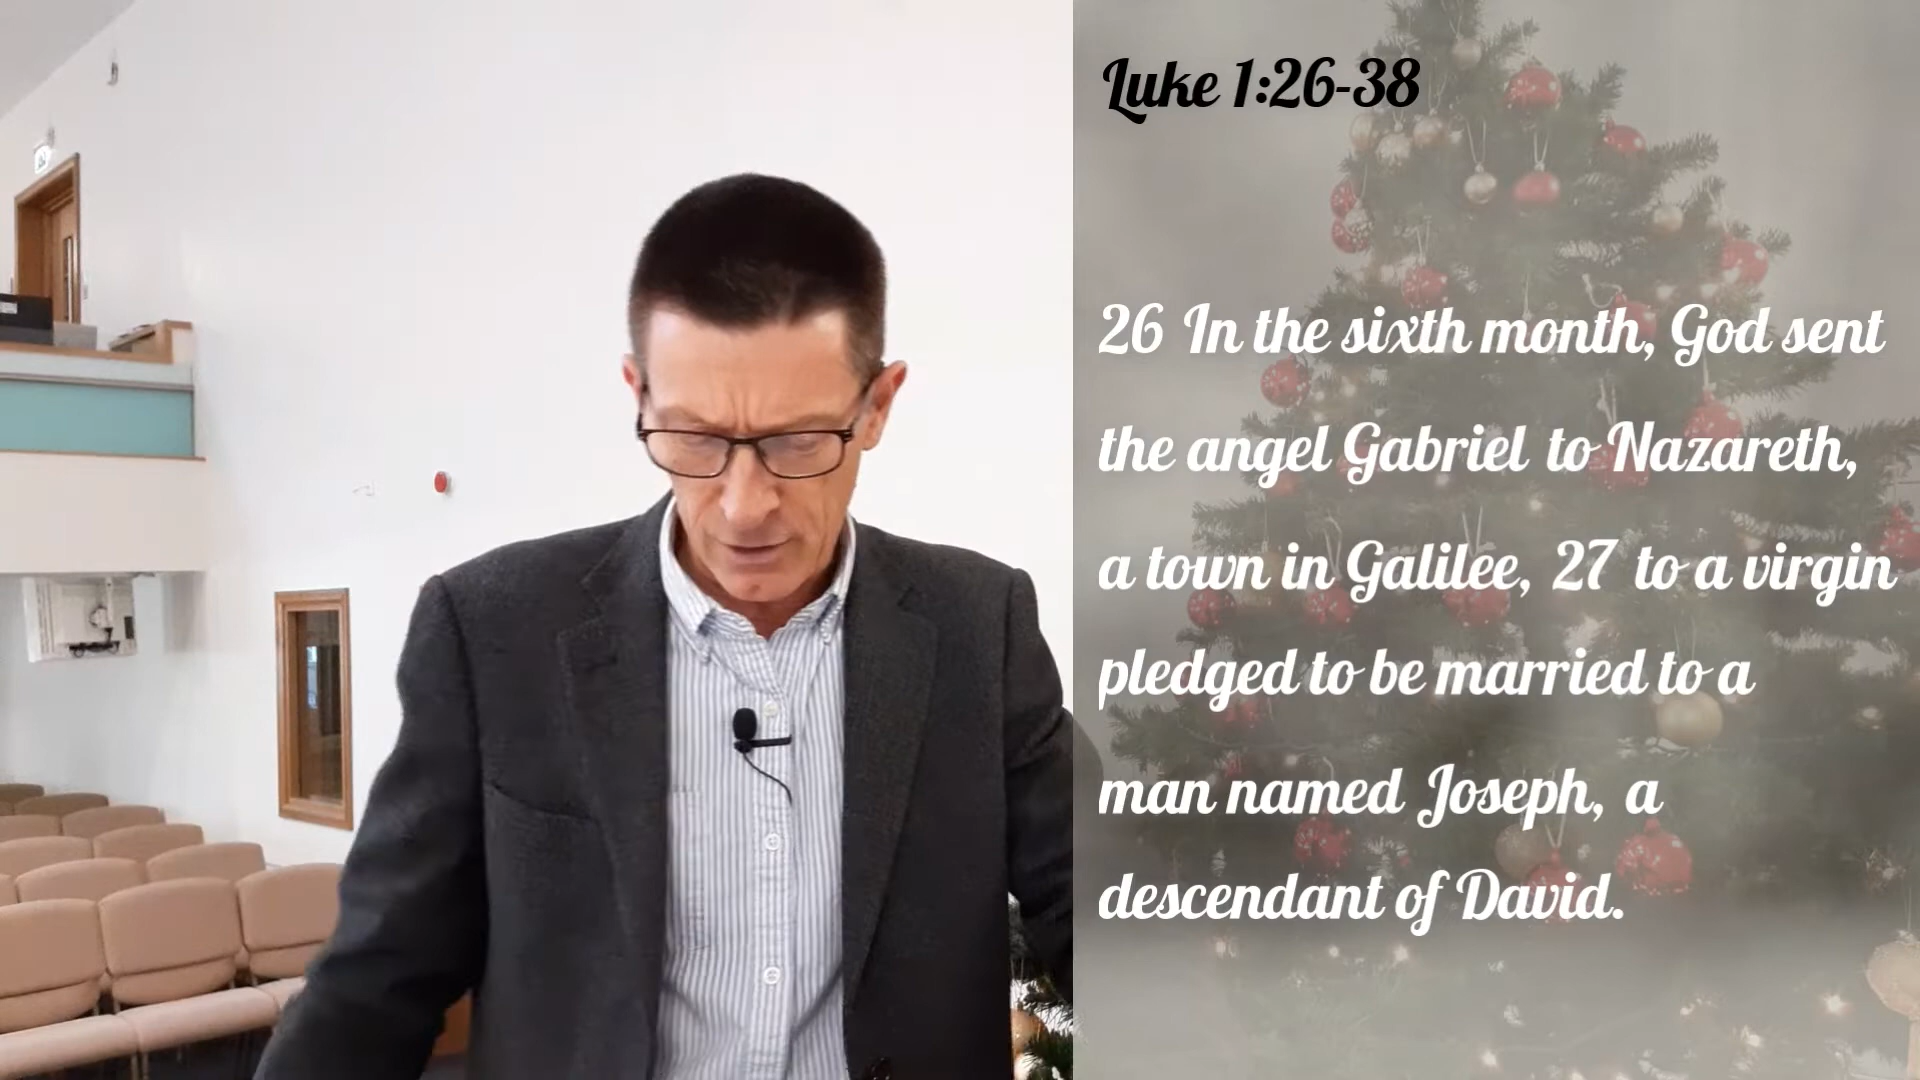 Luke 1:26-38
26 In the sixth month, God sent
the angel Gabriel to Nazareth,
a town in Galilee, 27 to a virgin
pledged to be married to a
man named Joseph, a
descendant of David.